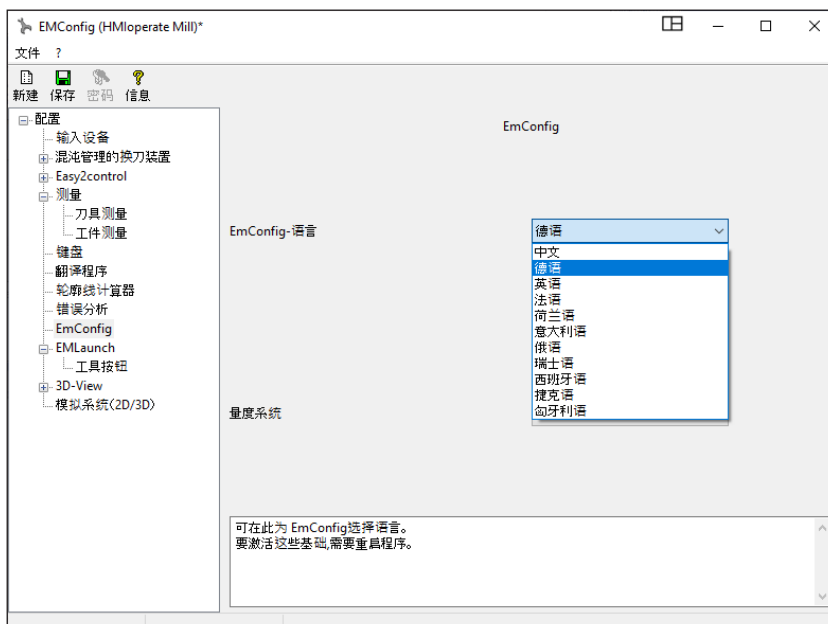 EMConfig (HMIoperate Mill)*
文件 ?
新建 保存 密码 信息
配置
输入设备
混沌管理的换刀装置
Easy2control
测量
刀具测量
工件测量
键盘
翻译程序
轮廓线计算器
错误分析
EmConfig
EMLaunch
工具按钮
3D-View
模拟系统(2D/3D)
EmConfig
EmConfig-语言
德语
中文
德语
英语
法语
荷兰语
意大利语
俄语
瑞士语
西班牙语
捷克语
匈牙利语
量度系统
可在此为 EmConfig选择语言。
要激活这些基础,需要重启程序。